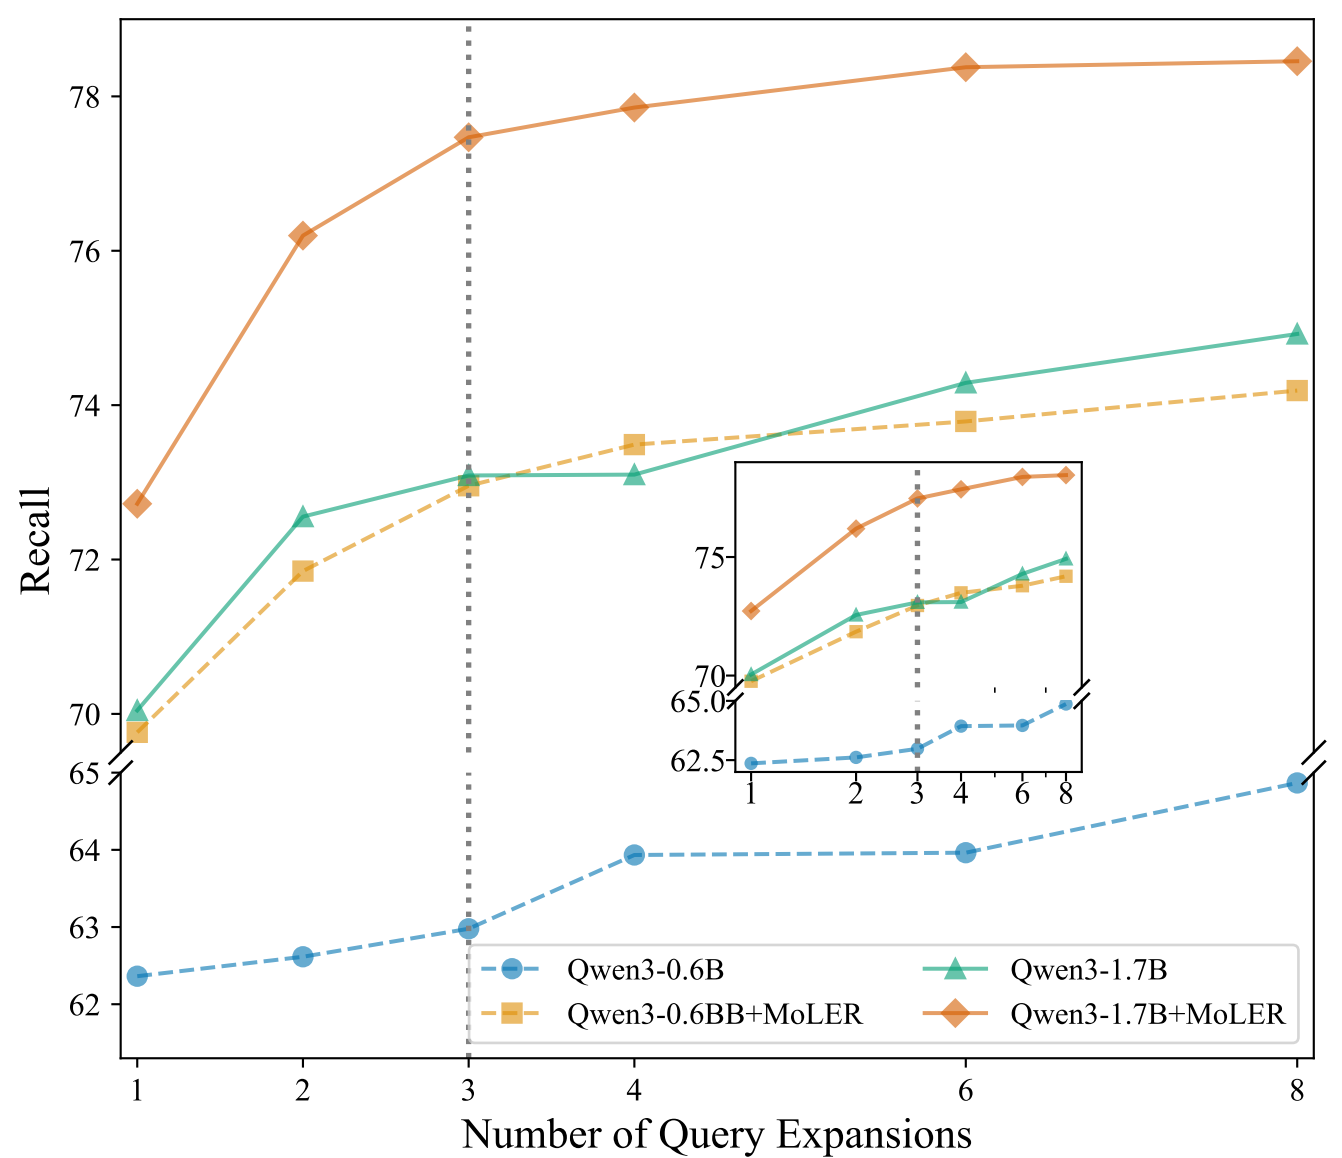 78
76
74
72
70
65
64
63
62
Recall
75
70
65.0
62.5
1 2 3 4 6 8
Qwen3-0.6B
Qwen3-0.6BB+MoLER
Qwen3-1.7B
Qwen3-1.7B+MoLER
1 2 3 4 6 8
Number of Query Expansions